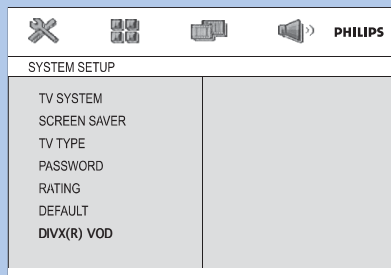 PHILIPS
SYSTEM SETUP
TV SYSTEM
SCREEN SAVER
TV TYPE
PASSWORD
RATING
DEFAULT
DIVX(R) VOD